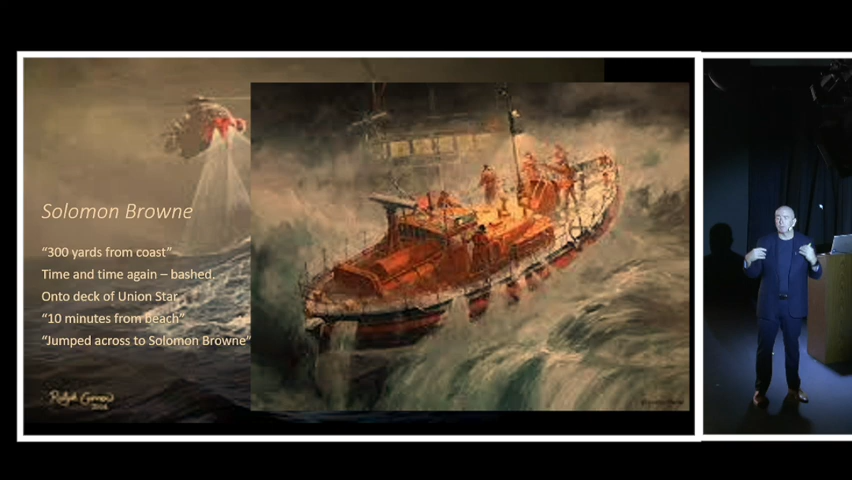 Solomon Browne
“300 yards from coast”
Time and time again – bashed.
Onto deck of Union Star.
“10 minutes from beach”
“Jumped across to Solomon Browne”